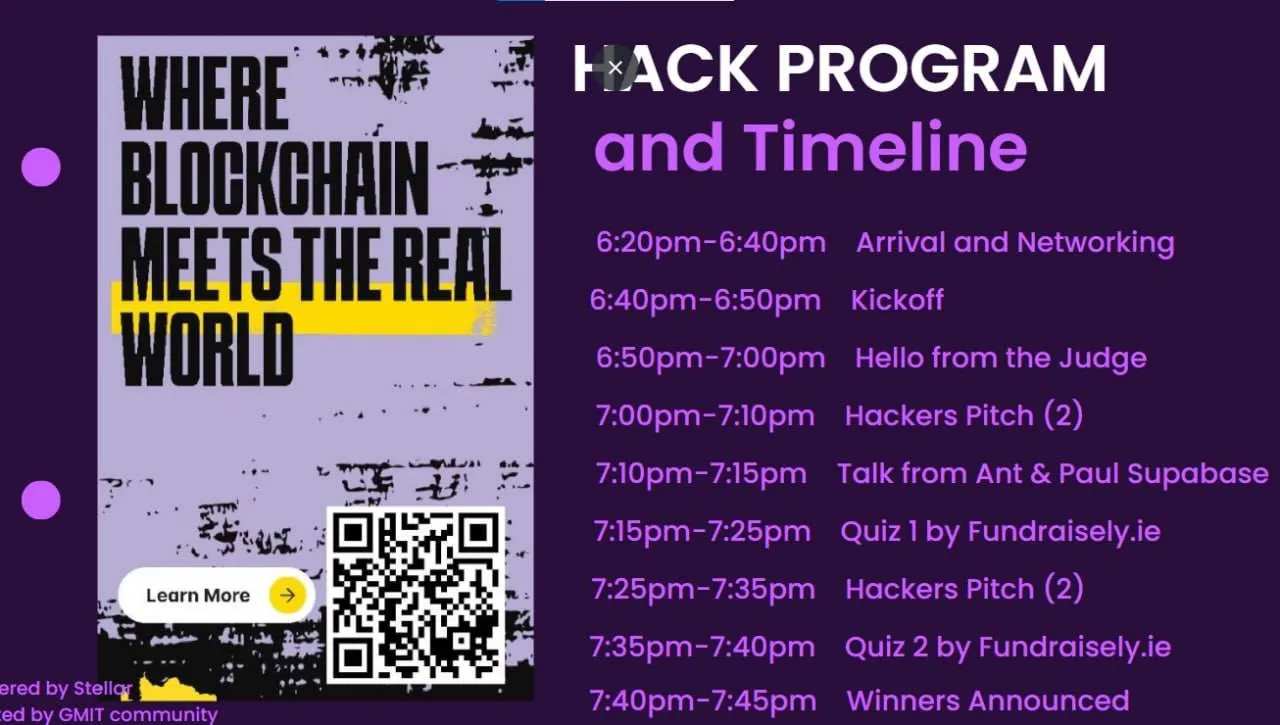 WHERE
BLOCKCHAIN
MEETS THE REAL
WORLD
Learn More
ered by Stellar
ted by GMIT community
HACK PROGRAM
and Timeline
6:20pm-6:40pm Arrival and Networking
6:40pm-6:50pm Kickoff
6:50pm-7:00pm Hello from the Judge
7:00pm-7:10pm Hackers Pitch (2)
7:10pm-7:15pm Talk from Ant & Paul Supabase
7:15pm-7:25pm Quiz 1 by Fundraisely.ie
7:25pm-7:35pm Hackers Pitch (2)
7:35pm-7:40pm Quiz 2 by Fundraisely.ie
7:40pm-7:45pm Winners Announced